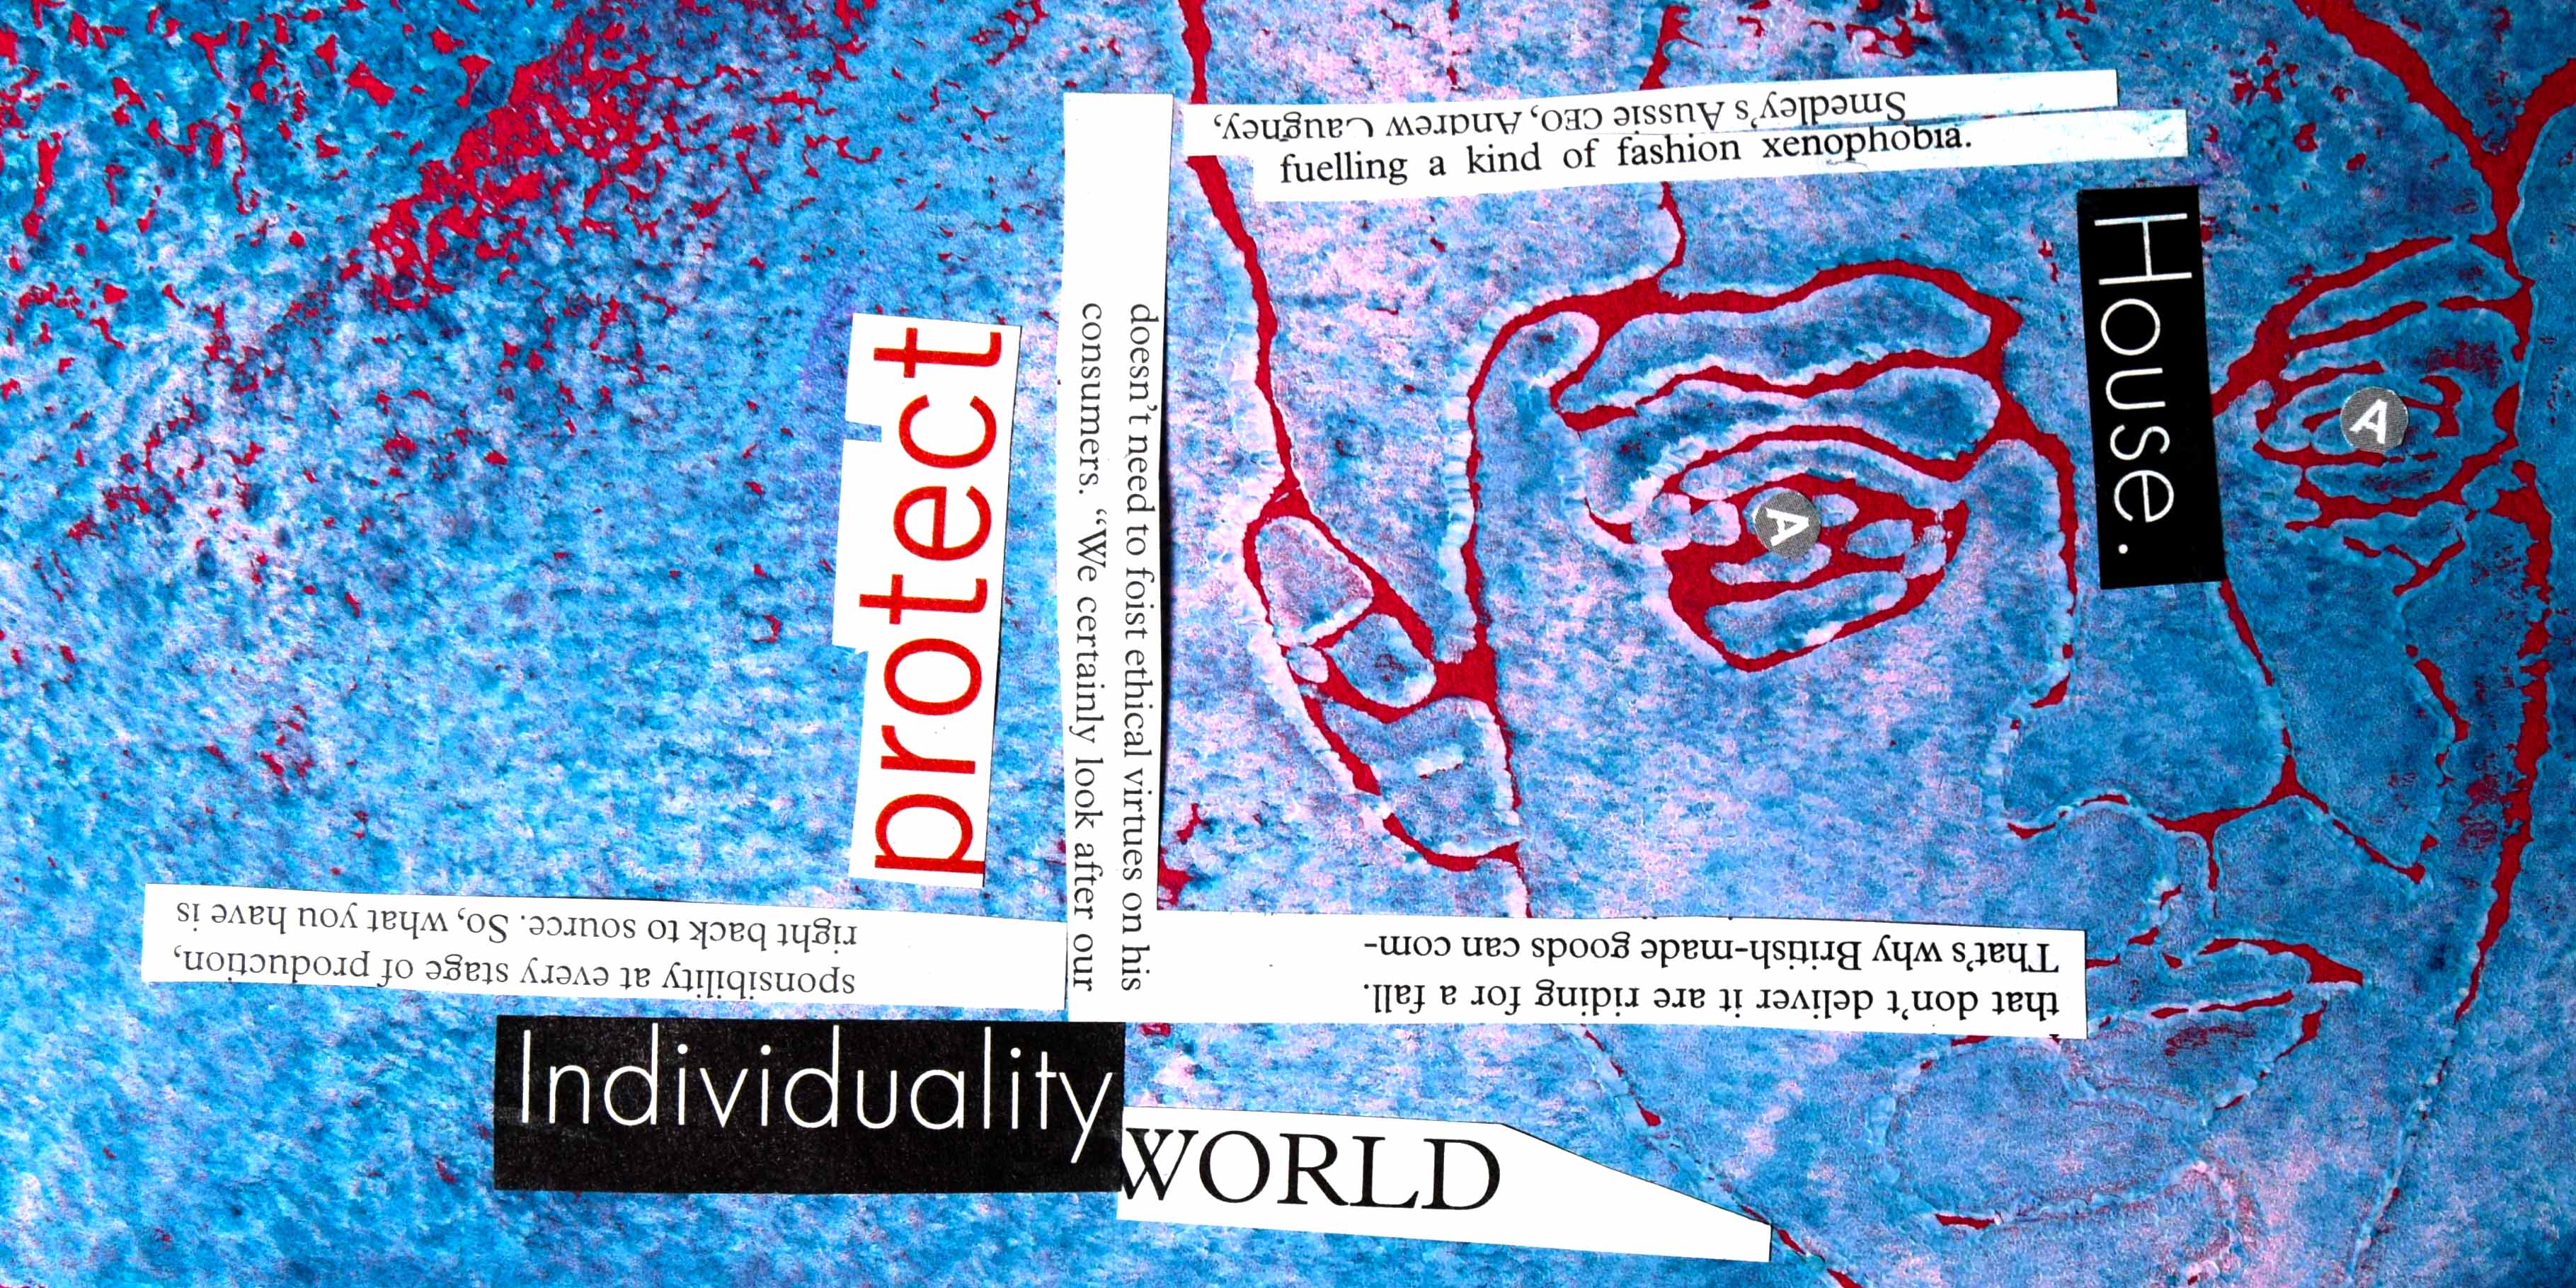 Smedley's Aussie CEO, Andrew Caughey,
fuelling a kind of fashion xenophobia.
House.
A
A
protect
doesn't need to foist ethical virtues on his
consumers. “We certainly look after our
sponsibility at every stage of production,
right back to source. So, what you have is
that don't deliver it are riding for a fall.
That's why British-made goods can com-
Individuality
WORLD